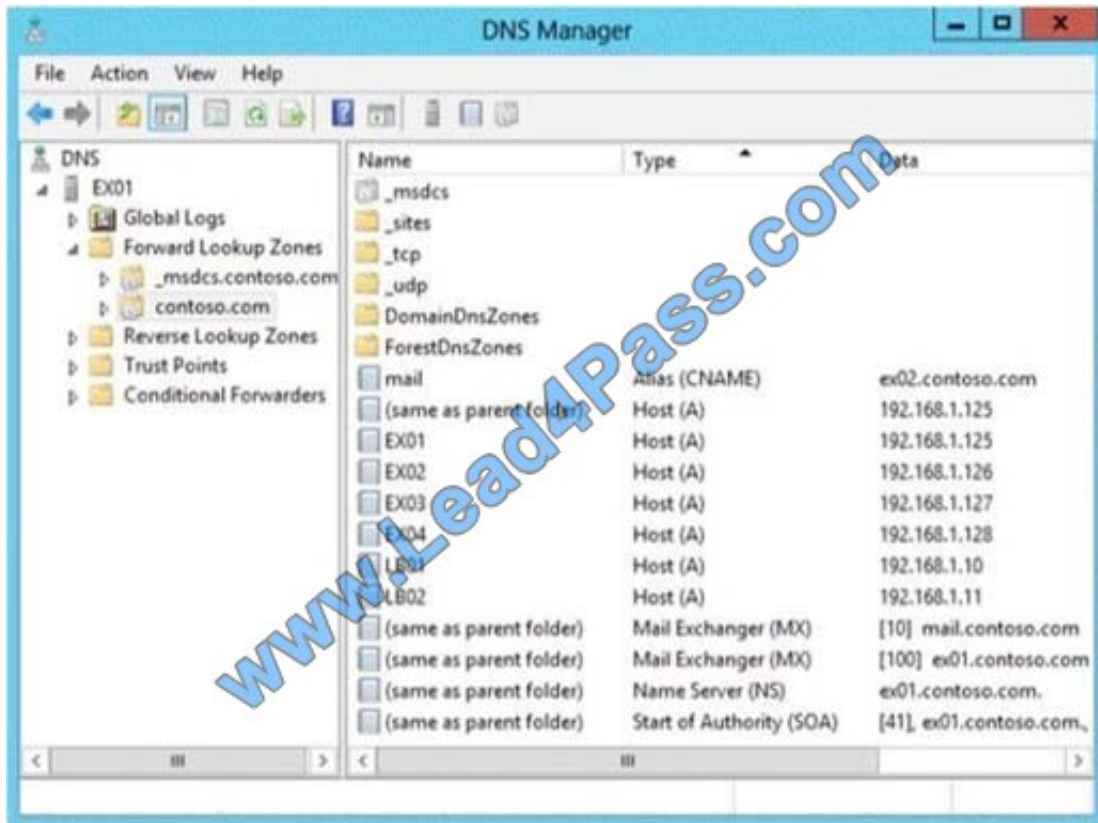 DNS Manager
File Action View Help
DNS
EX01
Global Logs
Forward Lookup Zones
_msdcs.contoso.com
contoso.com
Reverse Lookup Zones
Trust Points
Conditional Forwarders
Name Type Data
_msdcs
_sites
_tcp
_udp
DomainDnsZones
ForestDnsZones
mail Alias (CNAME) ex02.contoso.com
(same as parent folder) Host (A) 192.168.1.125
EX01 Host (A) 192.168.1.125
EX02 Host (A) 192.168.1.126
EX03 Host (A) 192.168.1.127
EX04 Host (A) 192.168.1.128
LB01 Host (A) 192.168.1.10
LB02 Host (A) 192.168.1.11
(same as parent folder) Mail Exchanger (MX) [10] mail.contoso.com
(same as parent folder) Mail Exchanger (MX) [100] ex01.contoso.com
(same as parent folder) Name Server (NS) ex01.contoso.com.
(same as parent folder) Start of Authority (SOA) [41], ex01.contoso.com.,
www.Lead4Pass.com